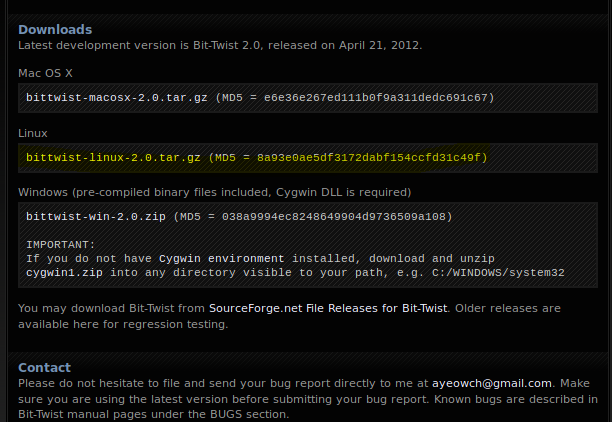 Downloads
Latest development version is Bit-Twist 2.0, released on April 21, 2012.
Mac OS X
bittwist-macosx-2.0.tar.gz (MD5 = e6e36e267ed111b0f9a311dedc691c67)
Linux
bittwist-linux-2.0.tar.gz (MD5 = 8a93e0ae5df3172dabf154ccfd31c49f)
Windows (pre-compiled binary files included, Cygwin DLL is required)
bittwist-win-2.0.zip (MD5 = 038a9994ec8248649904d9736509a108)
IMPORTANT:
If you do not have Cygwin environment installed, download and unzip
cygwin1.zip into any directory visible to your path, e.g. C:/WINDOWS/system32
You may download Bit-Twist from SourceForge.net File Releases for Bit-Twist. Older releases are
available here for regression testing.
Contact
Please do not hesitate to file and send your bug report directly to me at ayeowch@gmail.com. Make
sure you are using the latest version before submitting your bug report. Known bugs are described in
Bit-Twist manual pages under the BUGS section.